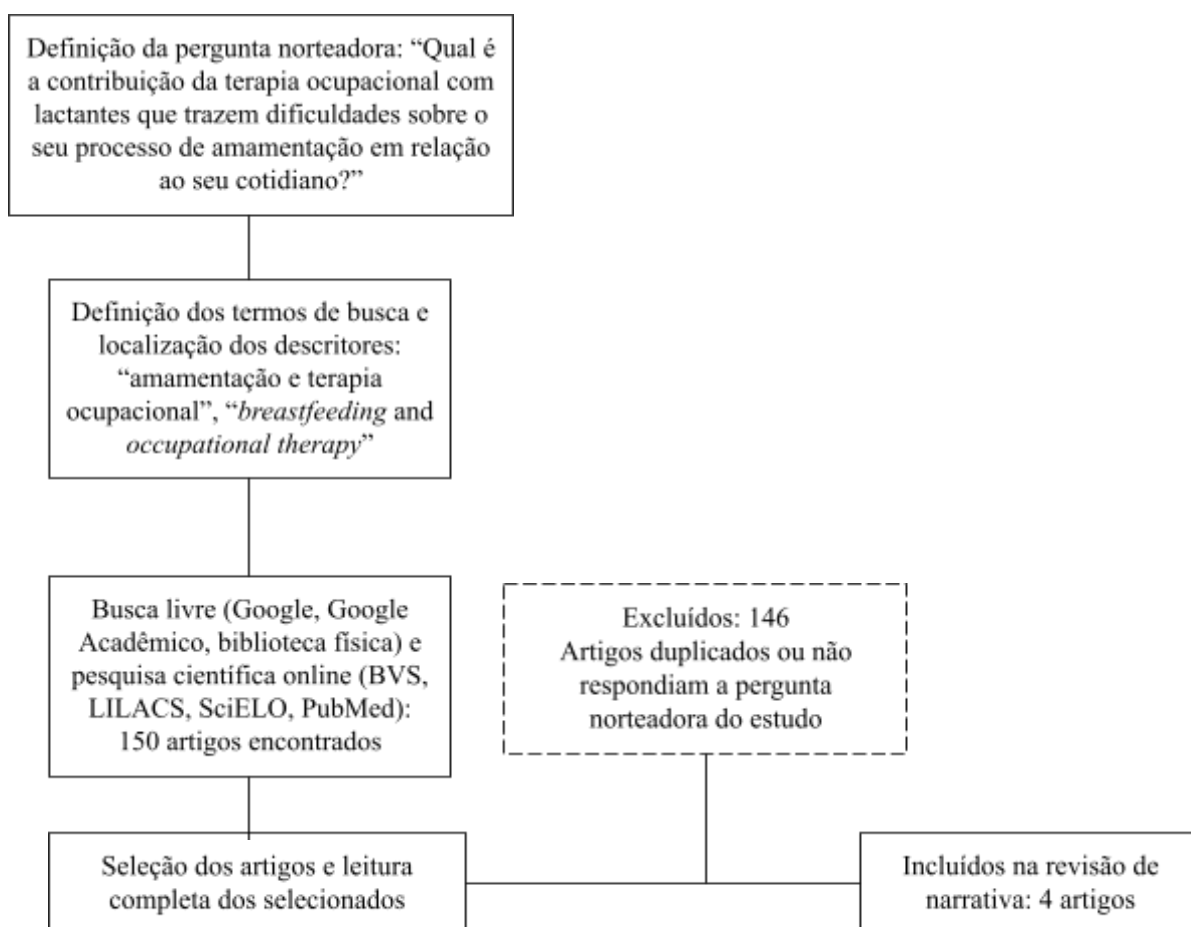 Definição da pergunta norteadora: “Qual é
a contribuição da terapia ocupacional com
lactantes que trazem dificuldades sobre o
seu processo de amamentação em relação
ao seu cotidiano?”
Definição dos termos de busca e
localização dos descritores:
“amamentação e terapia
ocupacional”, “breastfeeding and
occupational therapy”
Busca livre (Google, Google
Acadêmico, biblioteca física) e
pesquisa científica online (BVS,
LILACS, SciELO, PubMed):
150 artigos encontrados
Excluídos: 146
Artigos duplicados ou não
respondiam a pergunta
norteadora do estudo
Seleção dos artigos e leitura
completa dos selecionados
Incluídos na revisão de
narrativa: 4 artigos